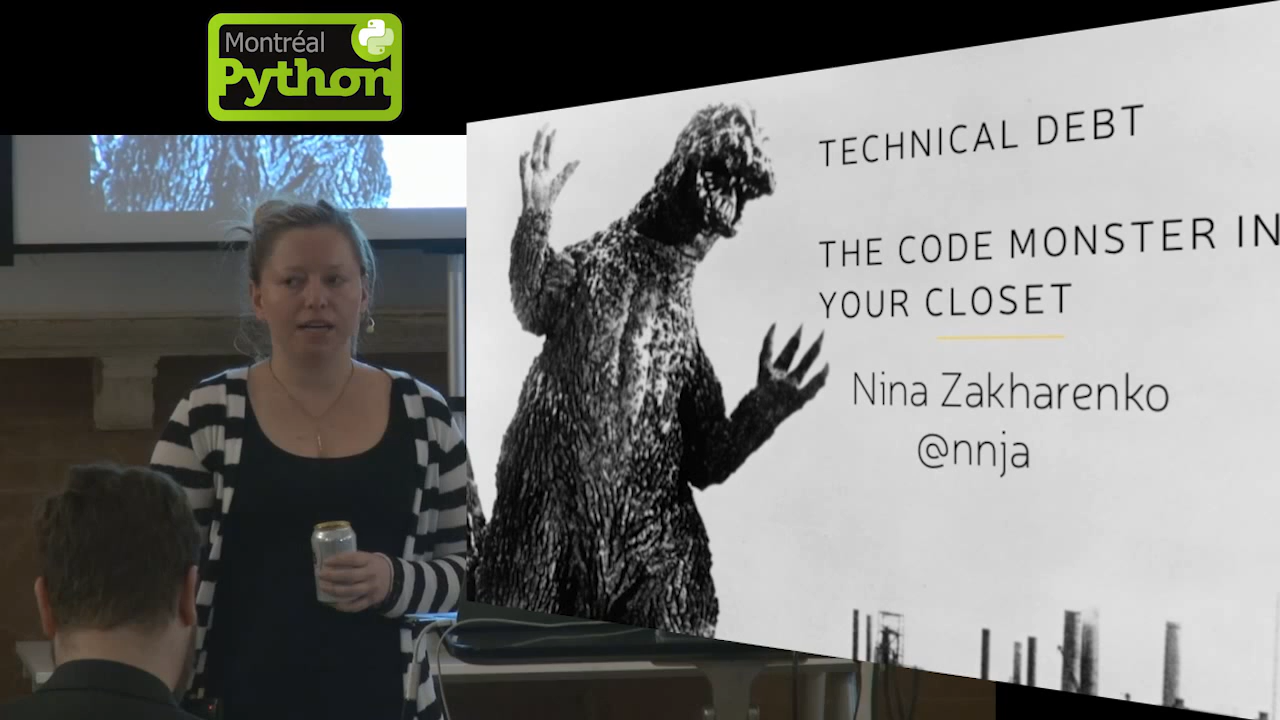 Montréal
Python
TECHNICAL DEBT
THE CODE MONSTER IN
YOUR CLOSET
Nina Zakharenko
@nnja